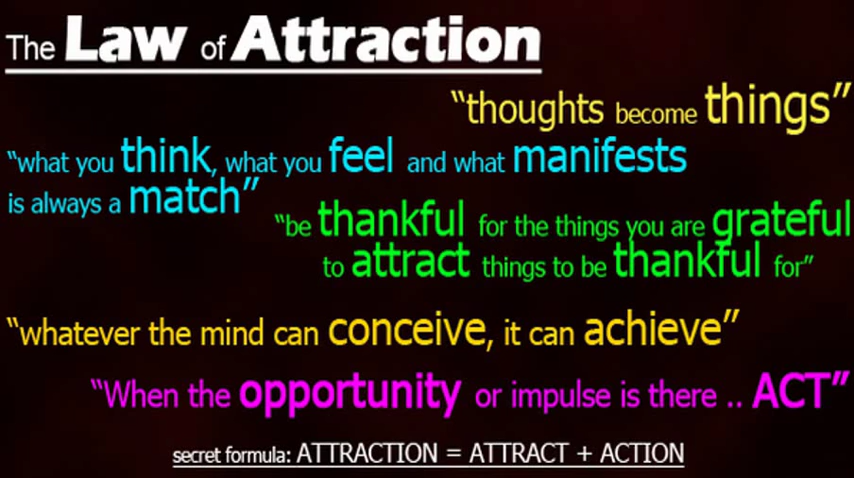 The Law of Attraction
“thoughts become things”
“what you think, what you feel and what manifests
is always a match”
“be thankful for the things you are grateful
to attract things to be thankful for”
“whatever the mind can conceive, it can achieve”
“When the opportunity or impulse is there .. ACT”
secret formula: ATTRACTION = ATTRACT + ACTION